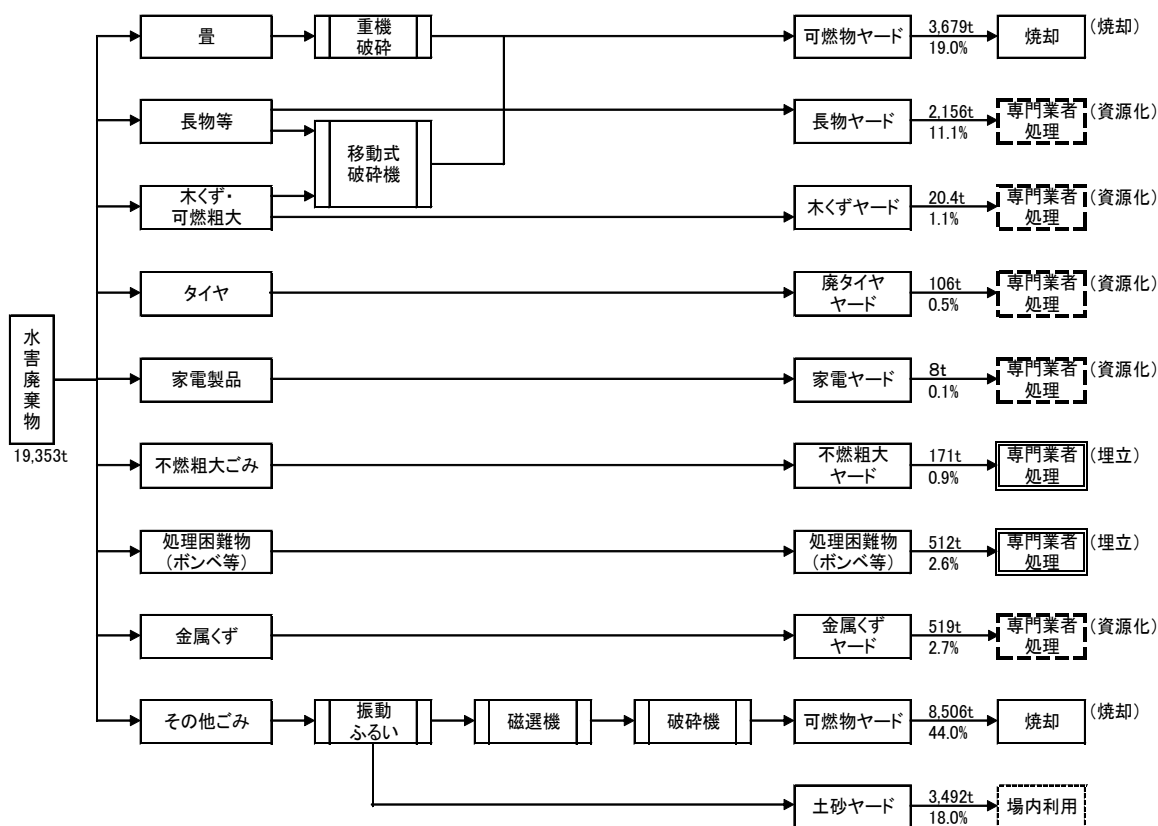 畳
重機
破砕
可燃物ヤード
3,679t
19.0%
焼却
(焼却)
長物等
長物ヤード
2,156t
11.1%
専門業者
処理
(資源化)
移動式
破砕機
木くず・
可燃粗大
木くずヤード
20.4t
1.1%
専門業者
処理
(資源化)
タイヤ
廃タイヤ
ヤード
106t
0.5%
専門業者
処理
(資源化)
水害廃棄物
19,353t
家電製品
家電ヤード
8t
0.1%
専門業者
処理
(資源化)
不燃粗大ごみ
不燃粗大
ヤード
171t
0.9%
専門業者
処理
(埋立)
処理困難物
(ボンベ等)
処理困難物
(ボンベ等)
512t
2.6%
専門業者
処理
(埋立)
金属くず
金属くず
ヤード
519t
2.7%
専門業者
処理
(資源化)
その他ごみ
振動
ふるい
磁選機
破砕機
可燃物ヤード
8,506t
44.0%
焼却
(焼却)
土砂ヤード
3,492t
18.0%
場内利用